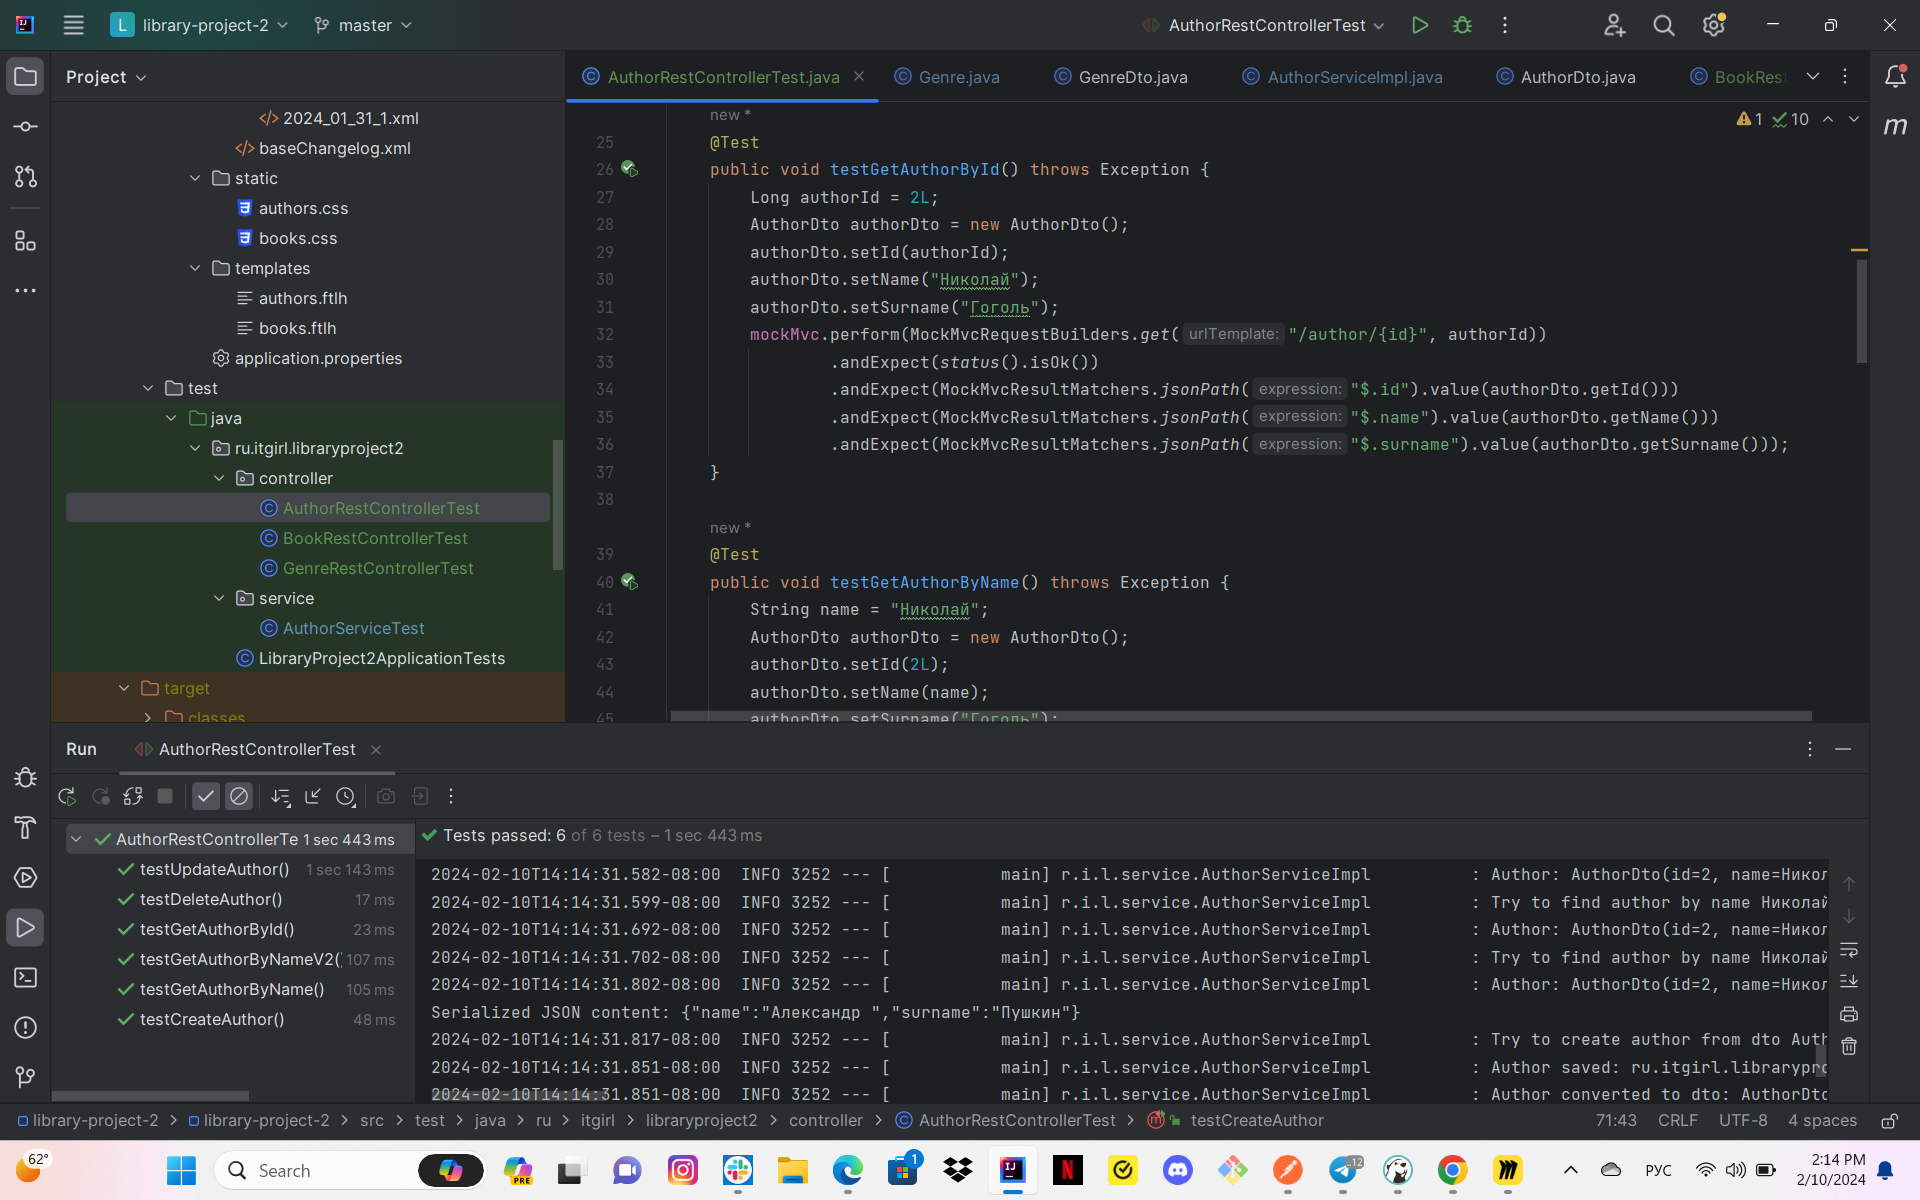 library-project-2
master
AuthorRestControllerTest
Project
AuthorRestControllerTest.java
Genre.java
GenreDto.java
AuthorServiceImpl.java
AuthorDto.java
BookRest
2024_01_31_1.xml
baseChangelog.xml
static
authors.css
books.css
templates
authors.ftlh
books.ftlh
application.properties
test
java
ru.itgirl.libraryproject2
controller
AuthorRestControllerTest
BookRestControllerTest
GenreRestControllerTest
service
AuthorServiceTest
LibraryProject2ApplicationTests
target
classes
1 10
new *
25 @Test
26 public void testGetAuthorById() throws Exception {
27 Long authorId = 2L;
28 AuthorDto authorDto = new AuthorDto();
29 authorDto.setId(authorId);
30 authorDto.setName("Николай");
31 authorDto.setSurname("Гоголь");
32 mockMvc.perform(MockMvcRequestBuilders.get( urlTemplate: "/author/{id}", authorId))
33 .andExpect(status().isOk())
34 .andExpect(MockMvcResultMatchers.jsonPath( expression: "$.id").value(authorDto.getId()))
35 .andExpect(MockMvcResultMatchers.jsonPath( expression: "$.name").value(authorDto.getName()))
36 .andExpect(MockMvcResultMatchers.jsonPath( expression: "$.surname").value(authorDto.getSurname()));
37 }
38
new *
39 @Test
40 public void testGetAuthorByName() throws Exception {
41 String name = "Николай";
42 AuthorDto authorDto = new AuthorDto();
43 authorDto.setId(2L);
44 authorDto.setName(name);
45 authorDto.setSurname("Гоголь");
Run
AuthorRestControllerTest
AuthorRestControllerTe 1 sec 443 ms
testUpdateAuthor() 1 sec 143 ms
testDeleteAuthor() 17 ms
testGetAuthorById() 23 ms
testGetAuthorByNameV2( 107 ms
testGetAuthorByName() 105 ms
testCreateAuthor() 48 ms
Tests passed: 6 of 6 tests – 1 sec 443 ms
2024-02-10T14:14:31.582-08:00 INFO 3252 --- [ main] r.i.l.service.AuthorServiceImpl : Author: AuthorDto(id=2, name=Никол
2024-02-10T14:14:31.599-08:00 INFO 3252 --- [ main] r.i.l.service.AuthorServiceImpl : Try to find author by name Николай
2024-02-10T14:14:31.692-08:00 INFO 3252 --- [ main] r.i.l.service.AuthorServiceImpl : Author: AuthorDto(id=2, name=Никол
2024-02-10T14:14:31.702-08:00 INFO 3252 --- [ main] r.i.l.service.AuthorServiceImpl : Try to find author by name Николай
2024-02-10T14:14:31.802-08:00 INFO 3252 --- [ main] r.i.l.service.AuthorServiceImpl : Author: AuthorDto(id=2, name=Никол
Serialized JSON content: {"name":"Александр ","surname":"Пушкин"}
2024-02-10T14:14:31.817-08:00 INFO 3252 --- [ main] r.i.l.service.AuthorServiceImpl : Try to create author from dto Auth
2024-02-10T14:14:31.851-08:00 INFO 3252 --- [ main] r.i.l.service.AuthorServiceImpl : Author saved: ru.itgirl.librarypro
2024-02-10T14:14:31.851-08:00 INFO 3252 --- [ main] r.i.l.service.AuthorServiceImpl : Author converted to dto: AuthorDto
library-project-2 > library-project-2 > src > test > java > ru > itgirl > libraryproject2 > controller > AuthorRestControllerTest > testCreateAuthor
71:43 CRLF UTF-8 4 spaces
62°
Search
PRE
1
12
РУС
2:14 PM
2/10/2024